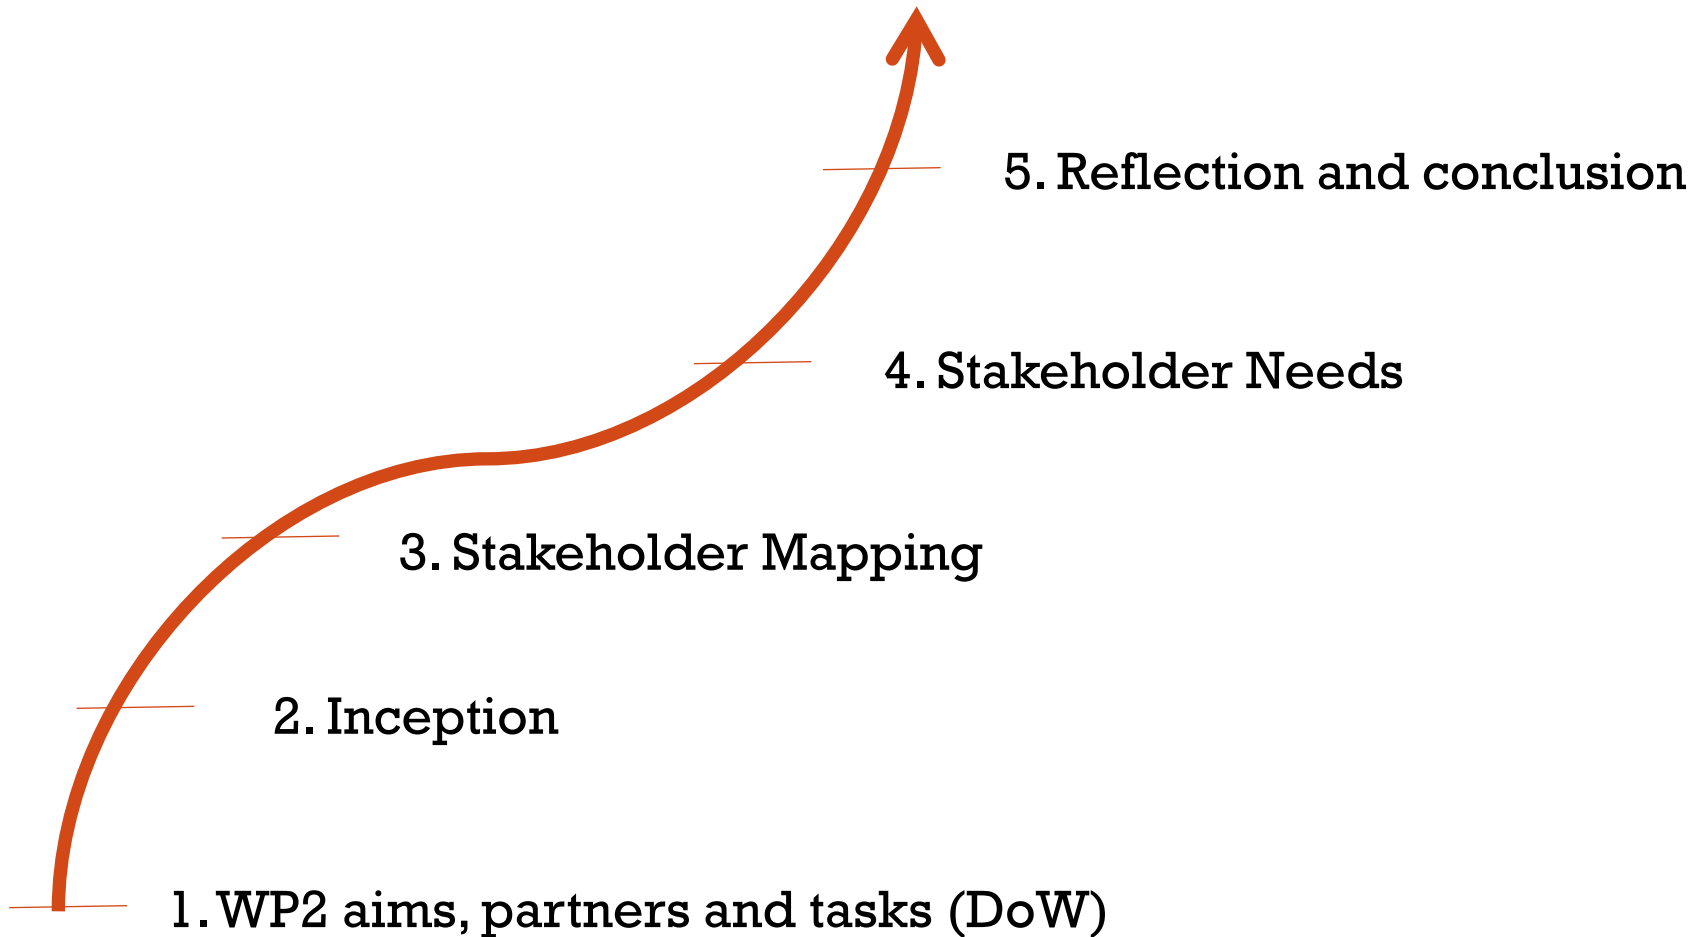 5. Reflection and conclusion
4. Stakeholder Needs
3. Stakeholder Mapping
2. Inception
1. WP2 aims, partners and tasks (DoW)